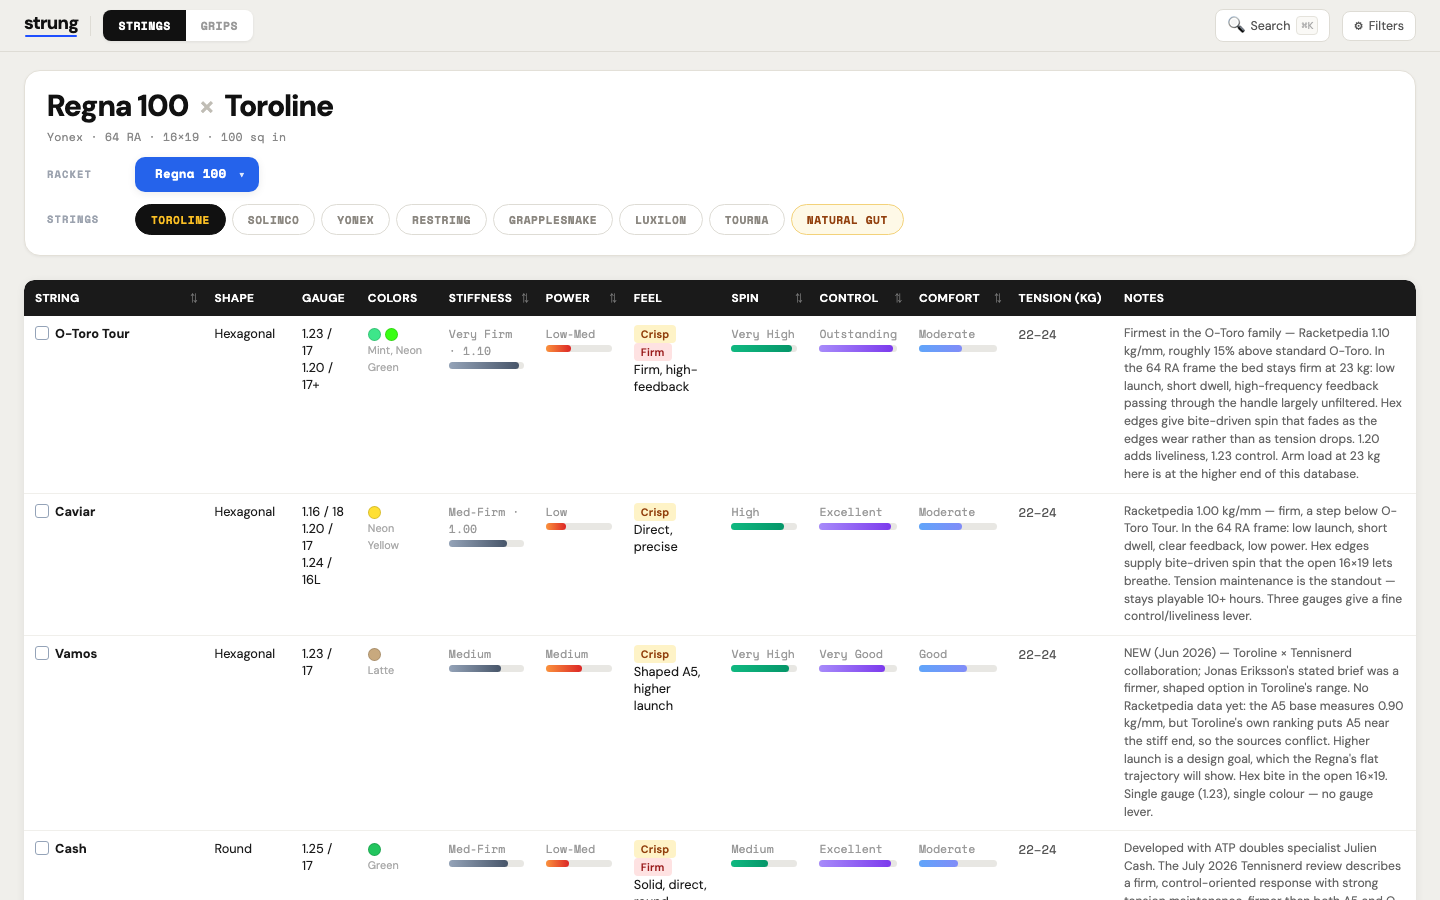 strung
STRINGS GRIPS
Search ⌘K
Filters
Regna 100 × Toroline
Yonex · 64 RA · 16×19 · 100 sq in
RACKET Regna 100 ▾
STRINGS TOROLINE SOLINCO YONEX RESTRING GRAPPLESNAKE LUXILON TOURNA NATURAL GUT
STRING ⇅ SHAPE GAUGE COLORS STIFFNESS ⇅ POWER ⇅ FEEL SPIN ⇅ CONTROL ⇅ COMFORT ⇅ TENSION (KG) NOTES
O-Toro Tour
Hexagonal
1.23 /
17
1.20 /
17+
Mint, Neon
Green
Very Firm
· 1.10
Low-Med
Crisp
Firm
Firm, high-
feedback
Very High
Outstanding
Moderate
22–24
Firmest in the O-Toro family — Racketpedia 1.10
kg/mm, roughly 15% above standard O-Toro. In
the 64 RA frame the bed stays firm at 23 kg: low
launch, short dwell, high-frequency feedback
passing through the handle largely unfiltered. Hex
edges give bite-driven spin that fades as the
edges wear rather than as tension drops. 1.20
adds liveliness, 1.23 control. Arm load at 23 kg
here is at the higher end of this database.
Caviar
Hexagonal
1.16 / 18
1.20 /
17
1.24 /
16L
Neon
Yellow
Med-Firm ·
1.00
Low
Crisp
Direct,
precise
High
Excellent
Moderate
22–24
Racketpedia 1.00 kg/mm — firm, a step below O-
Toro Tour. In the 64 RA frame: low launch, short
dwell, clear feedback, low power. Hex edges
supply bite-driven spin that the open 16×19 lets
breathe. Tension maintenance is the standout —
stays playable 10+ hours. Three gauges give a fine
control/liveliness lever.
Vamos
Hexagonal
1.23 /
17
Latte
Medium
Medium
Crisp
Shaped A5,
higher
launch
Very High
Very Good
Good
22–24
NEW (Jun 2026) — Toroline × Tennisnerd
collaboration; Jonas Eriksson's stated brief was a
firmer, shaped option in Toroline's range. No
Racketpedia data yet: the A5 base measures 0.90
kg/mm, but Toroline's own ranking puts A5 near
the stiff end, so the sources conflict. Higher
launch is a design goal, which the Regna's flat
trajectory will show. Hex bite in the open 16×19.
Single gauge (1.23), single colour — no gauge
lever.
Cash
Round
1.25 /
17
Green
Med-Firm
Low-Med
Crisp
Firm
Solid, direct,
round
Medium
Excellent
Moderate
22–24
Developed with ATP doubles specialist Julien
Cash. The July 2026 Tennisnerd review describes
a firm, control-oriented response with strong
tension maintenance, firmer than both A5 and O-